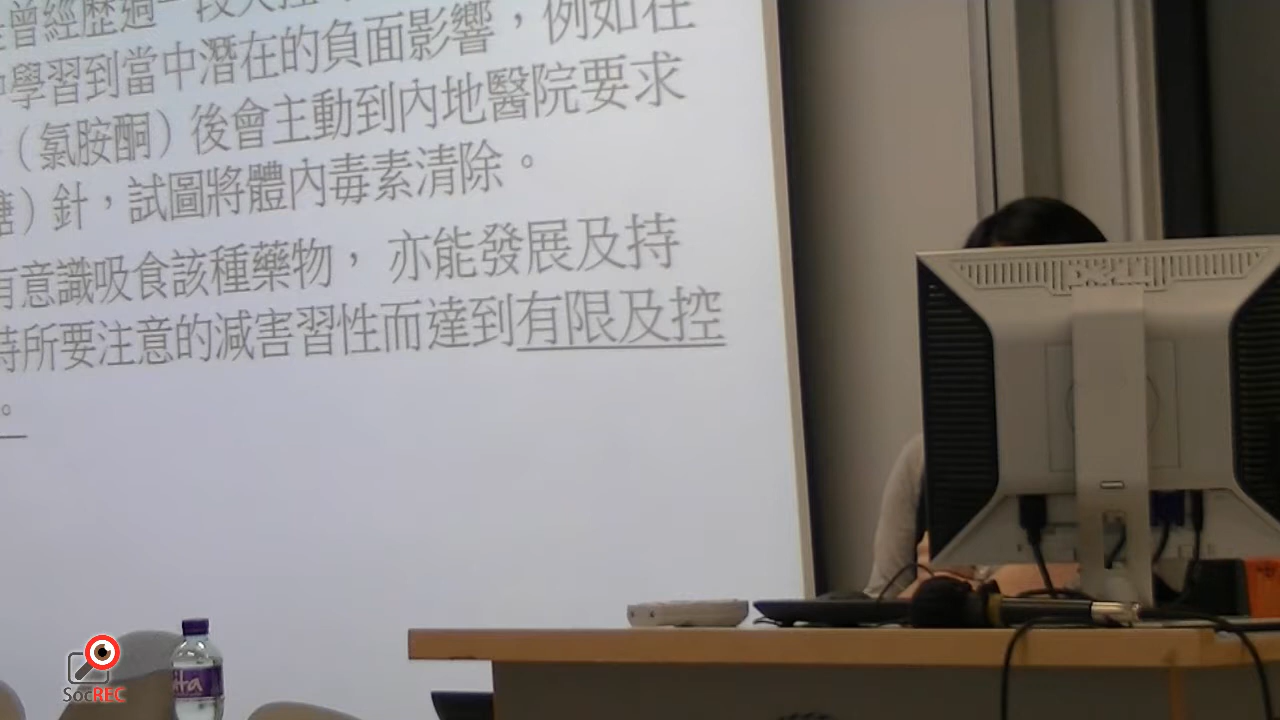 曾經歷過一段
學習到當中潛在的負面影響，例如在
（氯胺酮）後會主動到內地醫院要求
糖）針，試圖將體內毒素清除。
有意識吸食該種藥物， 亦能發展及持
所要注意的減害習性而達到有限及控
。
SocREC
ita